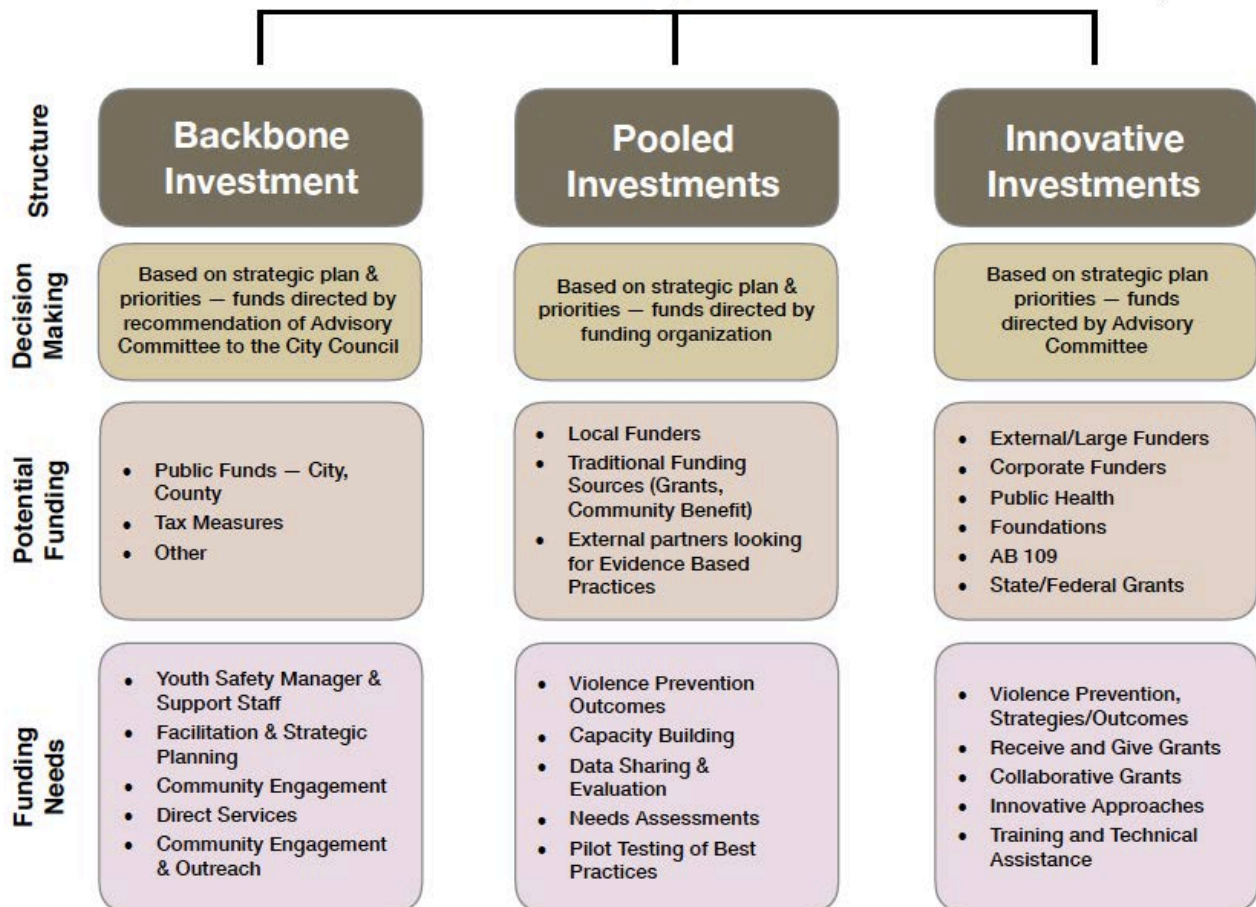 Structure
Backbone
Investment
Pooled
Investments
Innovative
Investments
Decision
Making
Based on strategic plan &
priorities — funds directed by
recommendation of Advisory
Committee to the City Council
Based on strategic plan &
priorities — funds directed by
funding organization
Based on strategic plan
priorities — funds
directed by Advisory
Committee
Potential
Funding
• Public Funds — City,
County
• Tax Measures
• Other
• Local Funders
• Traditional Funding
Sources (Grants,
Community Benefit)
• External partners looking
for Evidence Based
Practices
• External/Large Funders
• Corporate Funders
• Public Health
• Foundations
• AB 109
• State/Federal Grants
Funding
Needs
• Youth Safety Manager &
Support Staff
• Facilitation & Strategic
Planning
• Community Engagement
• Direct Services
• Community Engagement
& Outreach
• Violence Prevention
Outcomes
• Capacity Building
• Data Sharing &
Evaluation
• Needs Assessments
• Pilot Testing of Best
Practices
• Violence Prevention,
Strategies/Outcomes
• Receive and Give Grants
• Collaborative Grants
• Innovative Approaches
• Training and Technical
Assistance